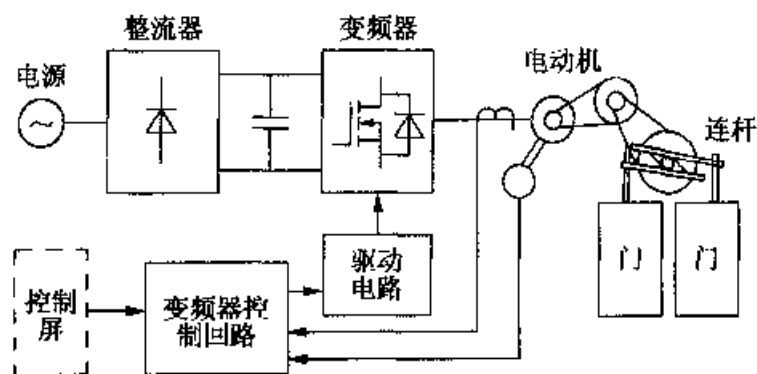 整流器
变频器
电源
电动机
连杆
~
门
门
驱动
电路
控制
屏
变频器控
制回路